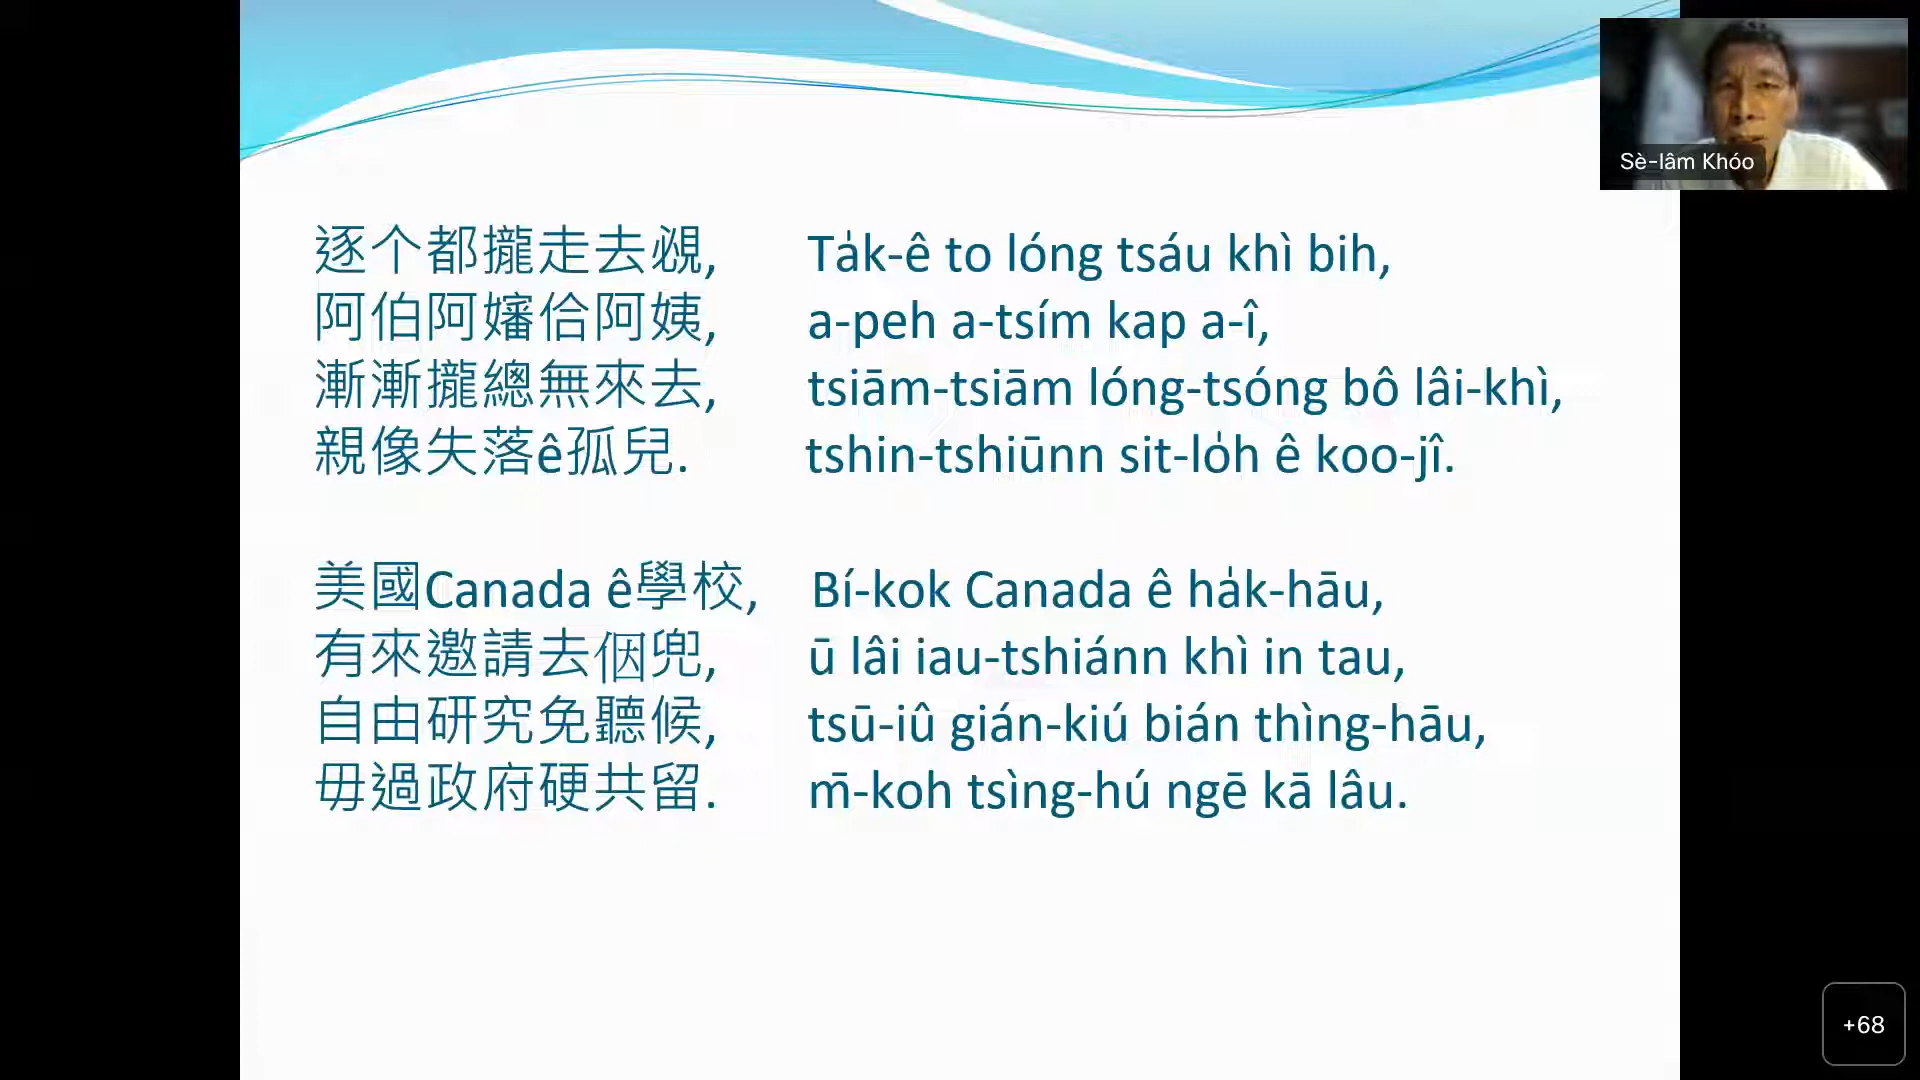 Sè-lâm Khóo
逐个都攏走去覕, Ta̍k-ê to lóng tsáu khì bih,
阿伯阿嬸佮阿姨, a-peh a-tsím kap a-î,
漸漸攏總無來去, tsiām-tsiām lóng-tsóng bô lâi-khì,
親像失落ê孤兒. tshin-tshiūnn sit-lo̍h ê koo-jî.
美國Canada ê學校, Bí-kok Canada ê ha̍k-hāu,
有來邀請去𪜶兜, ū lâi iau-tshiánn khì in tau,
自由研究免聽候, tsū-iû gián-kiú bián thìng-hāu,
毋過政府硬共留. m̄-koh tsìng-hú ngē kā lâu.
+68